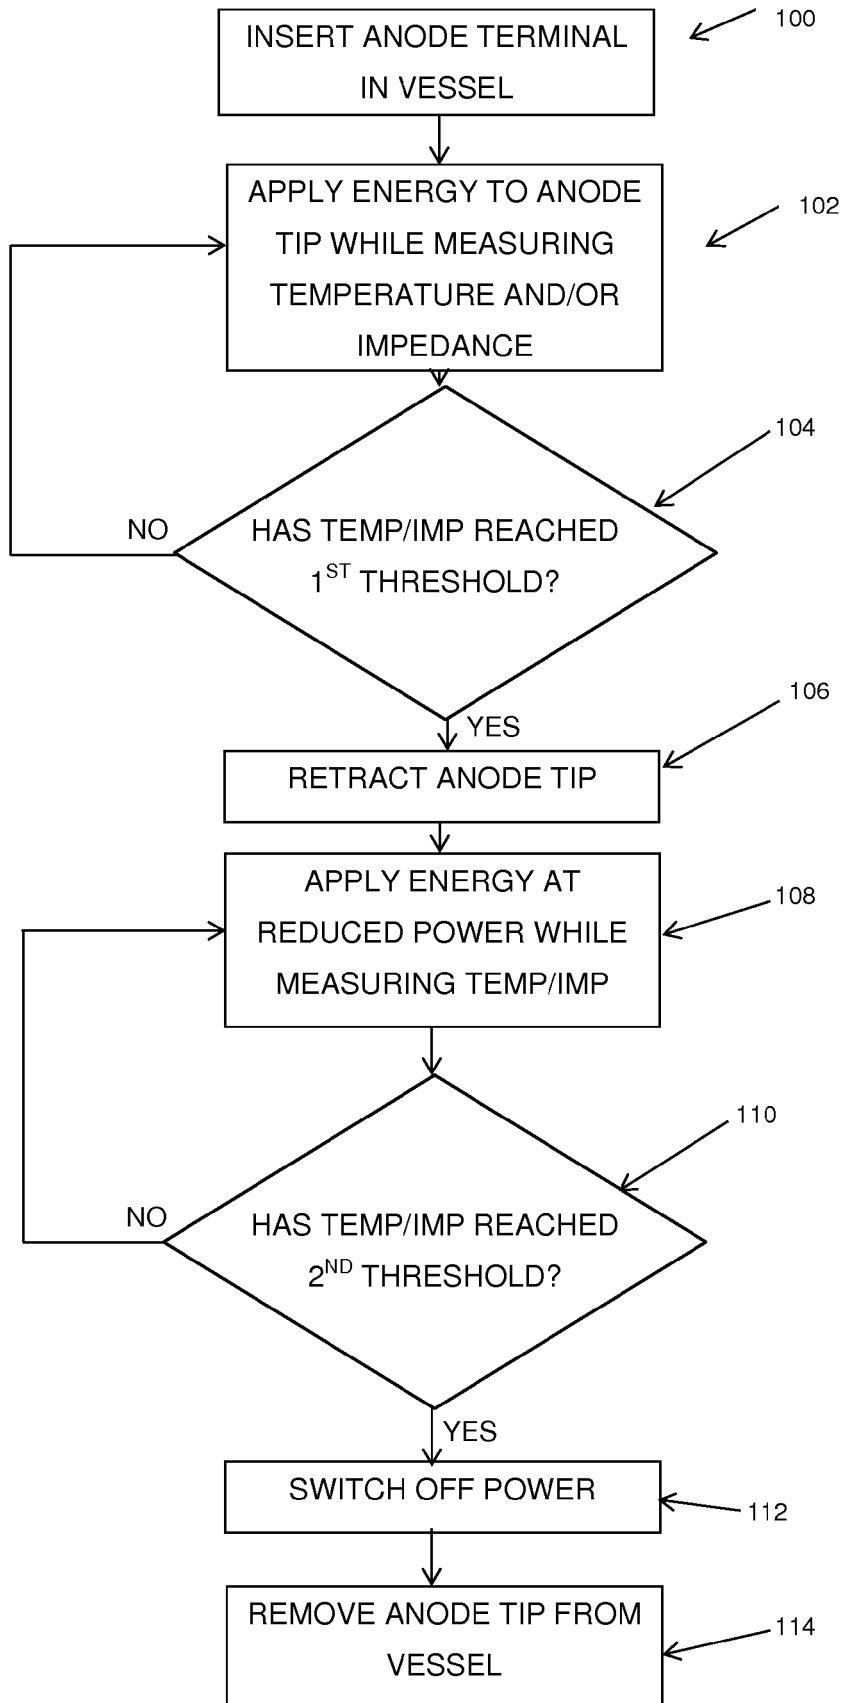 INSERT ANODE TERMINAL
IN VESSEL
100
APPLY ENERGY TO ANODE
TIP WHILE MEASURING
TEMPERATURE AND/OR
IMPEDANCE
102
104
NO
HAS TEMP/IMP REACHED
1ST THRESHOLD?
YES
106
RETRACT ANODE TIP
APPLY ENERGY AT
REDUCED POWER WHILE
MEASURING TEMP/IMP
108
110
NO
HAS TEMP/IMP REACHED
2ND THRESHOLD?
YES
SWITCH OFF POWER
112
REMOVE ANODE TIP FROM
VESSEL
114